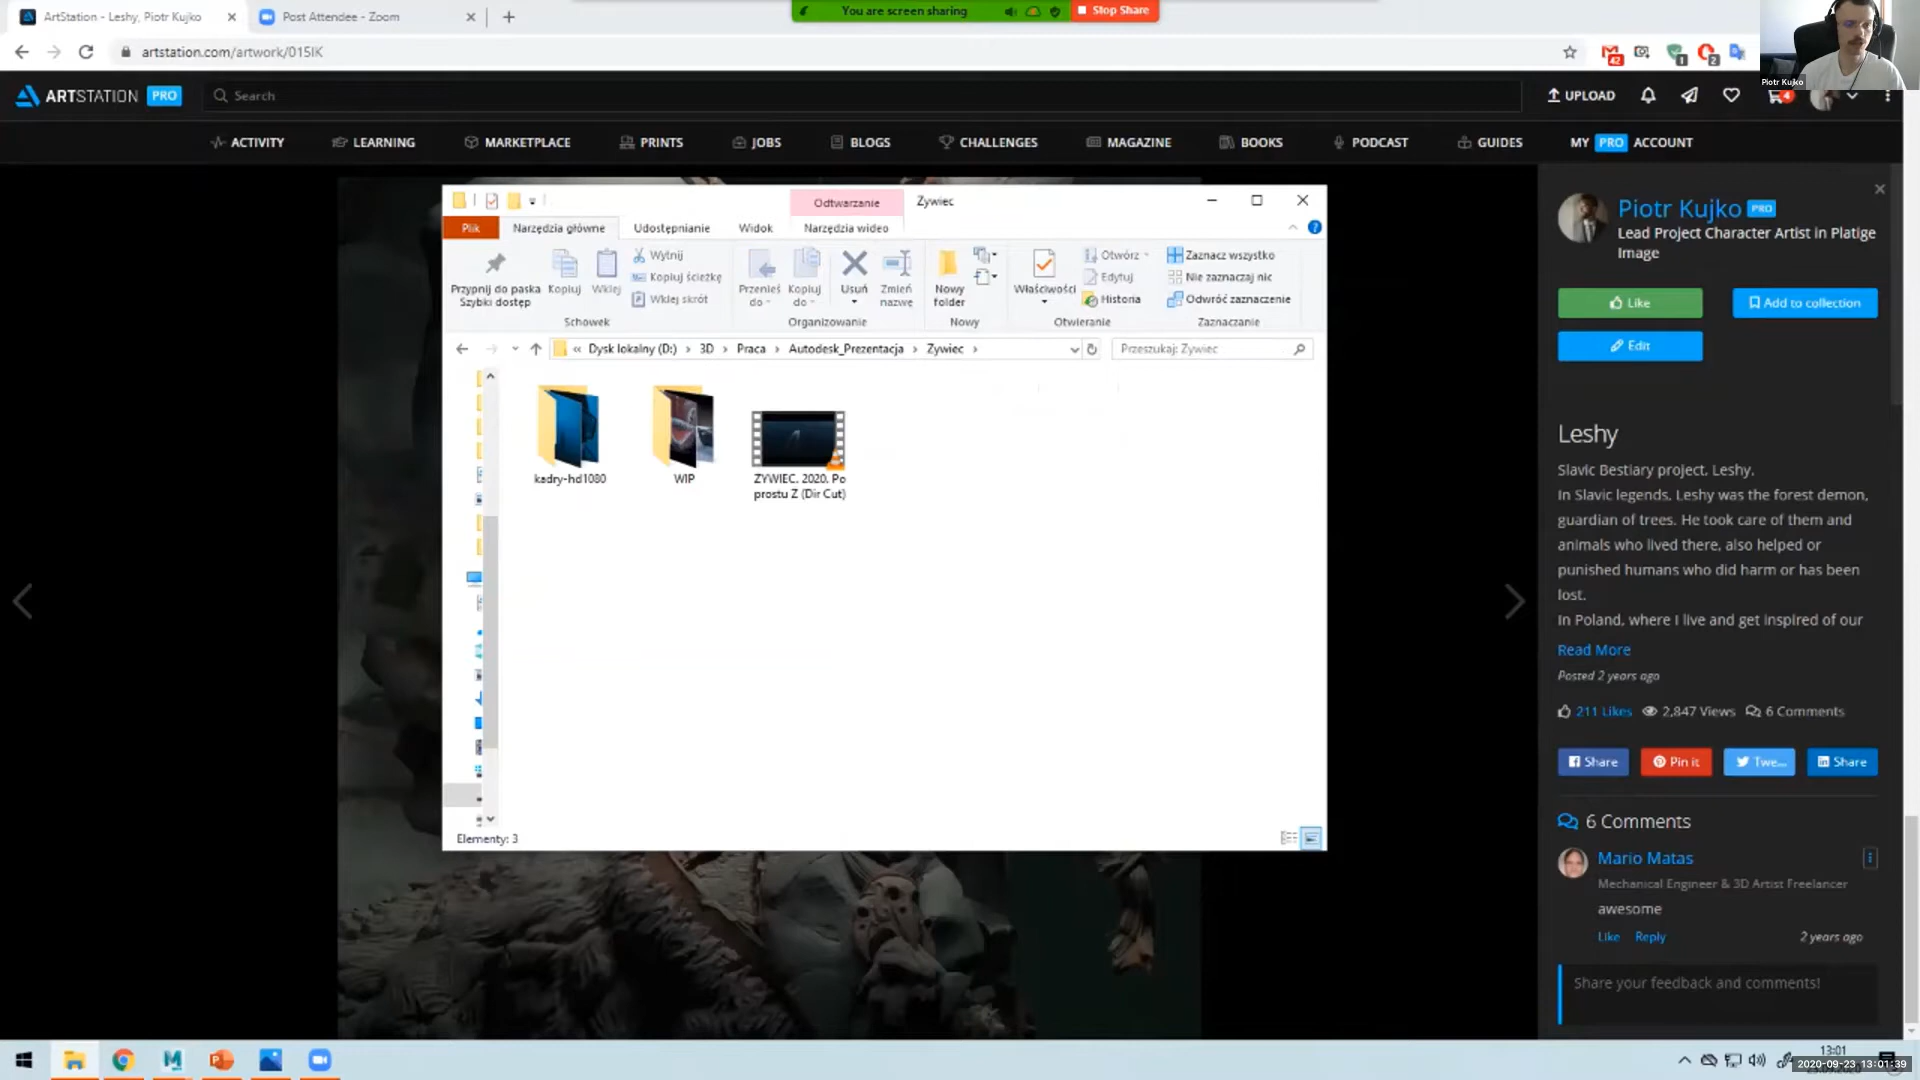 ArtStation - Leshy, Piotr Kujko
Post Attendee - Zoom
You are screen sharing
Stop Share
artstation.com/artwork/015IK
42
1
2
Piotr Kujko
ARTSTATION PRO
Search
UPLOAD
4
ACTIVITY
LEARNING
MARKETPLACE
PRINTS
JOBS
BLOGS
CHALLENGES
MAGAZINE
BOOKS
PODCAST
GUIDES
MY PRO ACCOUNT
Odtwarzanie
Zywiec
Plik
Narzędzia główne
Udostępnianie
Widok
Narzędzia wideo
Przypnij do paska
Szybki dostęp
Kopiuj
Wklej
Wytnij
Kopiuj ścieżkę
Wklej skrót
Schowek
Przenieś
do
Kopiuj
do
Usuń
Zmień
nazwę
Organizowanie
Nowy
folder
Nowy
Właściwości
Otwórz
Edytuj
Historia
Otwieranie
Zaznacz wszystko
Nie zaznaczaj nic
Odwróć zaznaczenie
Zaznaczanie
« Dysk lokalny (D:) › 3D › Praca › Autodesk_Prezentacja › Zywiec ›
Przeszukaj: Zywiec
kadry-hd1080
WIP
ZYWIEC. 2020. Po
prostu Z (Dir Cut)
Elementy: 3
Piotr Kujko PRO
Lead Project Character Artist in Platige
Image
Like
Add to collection
Edit
Leshy
Slavic Bestiary project. Leshy.
In Slavic legends, Leshy was the forest demon,
guardian of trees. He took care of them and
animals who lived there, also helped or
punished humans who did harm or has been
lost.
In Poland, where I live and get inspired of our
Read More
Posted 2 years ago
211 Likes
2,847 Views
6 Comments
Share
Pin it
Twe...
Share
6 Comments
Mario Matas
Mechanical Engineer & 3D Artist Freelancer
awesome
Like
Reply
2 years ago
Share your feedback and comments!
13:01
2020-09-23 13:01:39